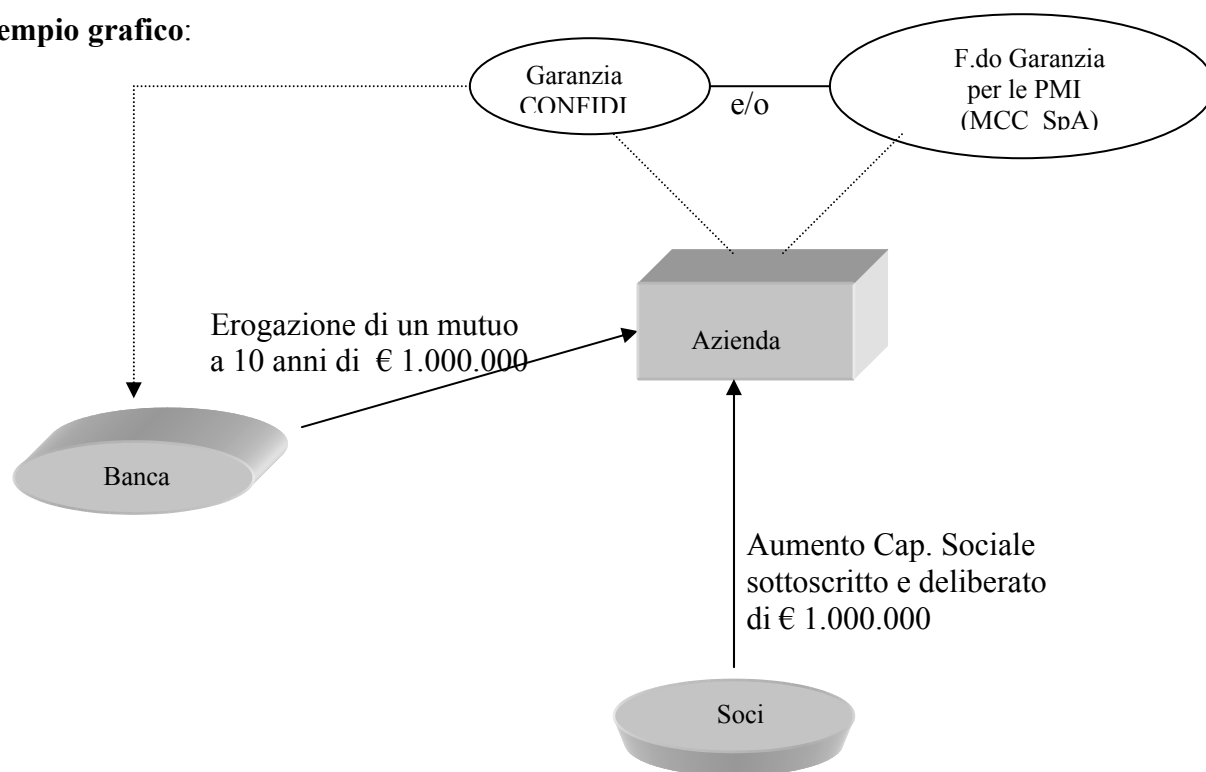 empio grafico:
Garanzia
CONFIDI
e/o
F.do Garanzia
per le PMI
(MCC SpA)
Erogazione di un mutuo
a 10 anni di € 1.000.000
Azienda
Banca
Aumento Cap. Sociale
sottoscritto e deliberato
di € 1.000.000
Soci